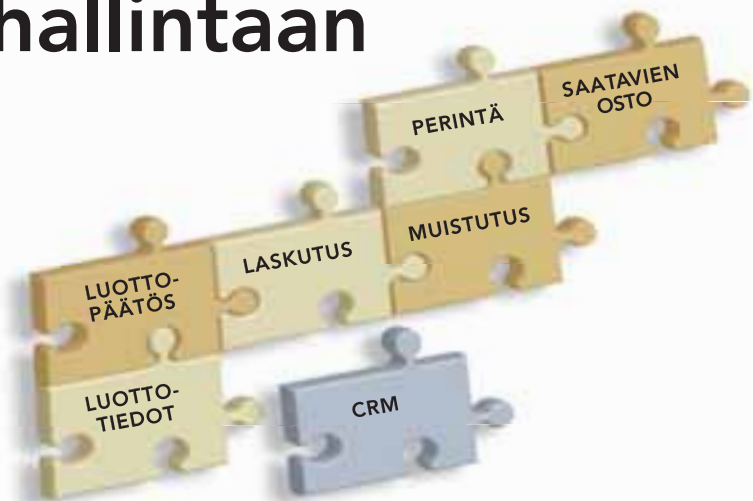 hallintaan
SAATAVIEN
OSTO
PERINTÄ
MUISTUTUS
LASKUTUS
LUOTTO-
PÄÄTÖS
LUOTTO-
TIEDOT
CRM